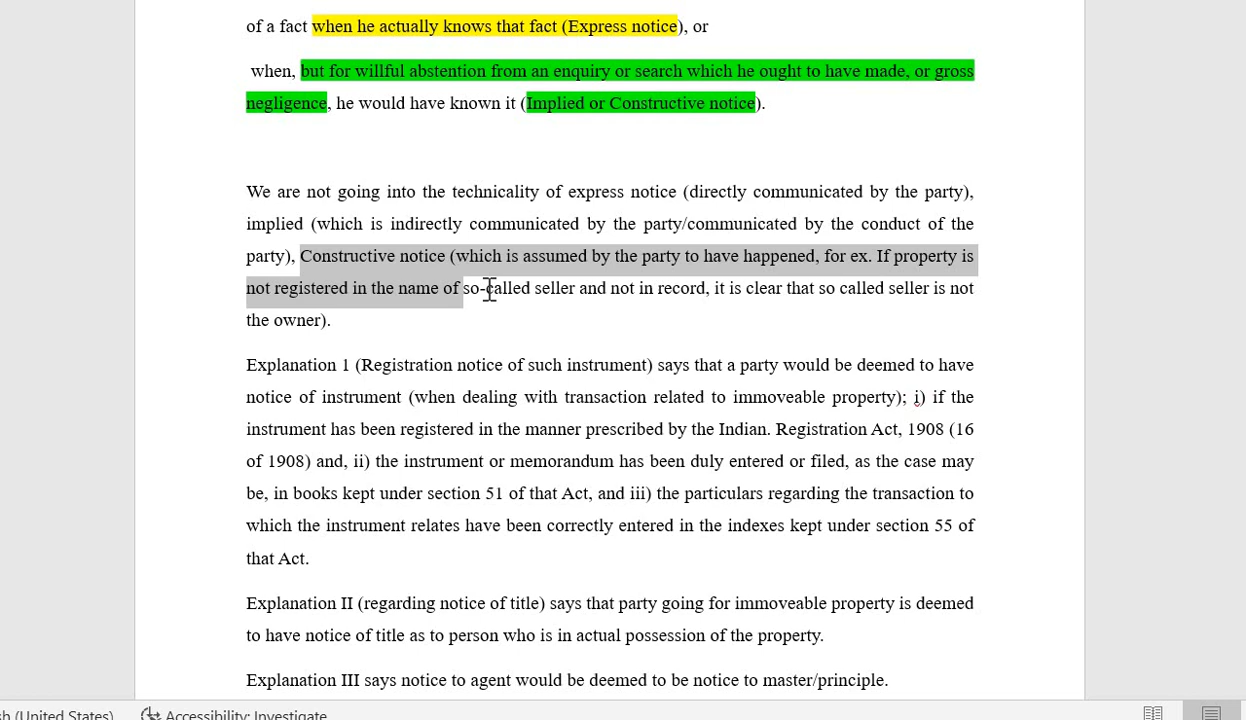 of a fact when he actually knows that fact (Express notice), or
when, but for willful abstention from an enquiry or search which he ought to have made, or gross
negligence, he would have known it (Implied or Constructive notice).
We are not going into the technicality of express notice (directly communicated by the party),
implied (which is indirectly communicated by the party/communicated by the conduct of the
party), Constructive notice (which is assumed by the party to have happened, for ex. If property is
not registered in the name of so-called seller and not in record, it is clear that so called seller is not
the owner).
Explanation 1 (Registration notice of such instrument) says that a party would be deemed to have
notice of instrument (when dealing with transaction related to immoveable property); i) if the
instrument has been registered in the manner prescribed by the Indian. Registration Act, 1908 (16
of 1908) and, ii) the instrument or memorandum has been duly entered or filed, as the case may
be, in books kept under section 51 of that Act, and iii) the particulars regarding the transaction to
which the instrument relates have been correctly entered in the indexes kept under section 55 of
that Act.
Explanation II (regarding notice of title) says that party going for immoveable property is deemed
to have notice of title as to person who is in actual possession of the property.
Explanation III says notice to agent would be deemed to be notice to master/principle.
sh (United States) Accessibility: Investigate